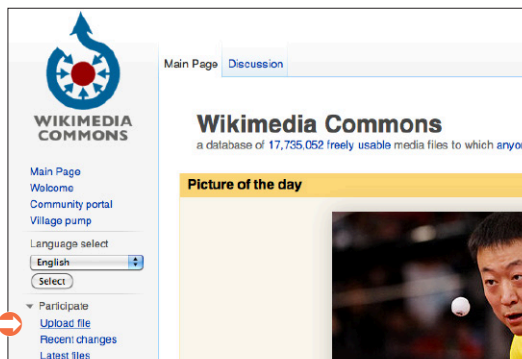 Main Page Discussion
WIKIMEDIA
COMMONS
Wikimedia Commons
a database of 17,735,052 freely usable media files to which
Main Page
Welcome
Community portal
Village pump
Picture of the day
Language select
English
Select
Participate
Upload file
Recent changes
Latest files